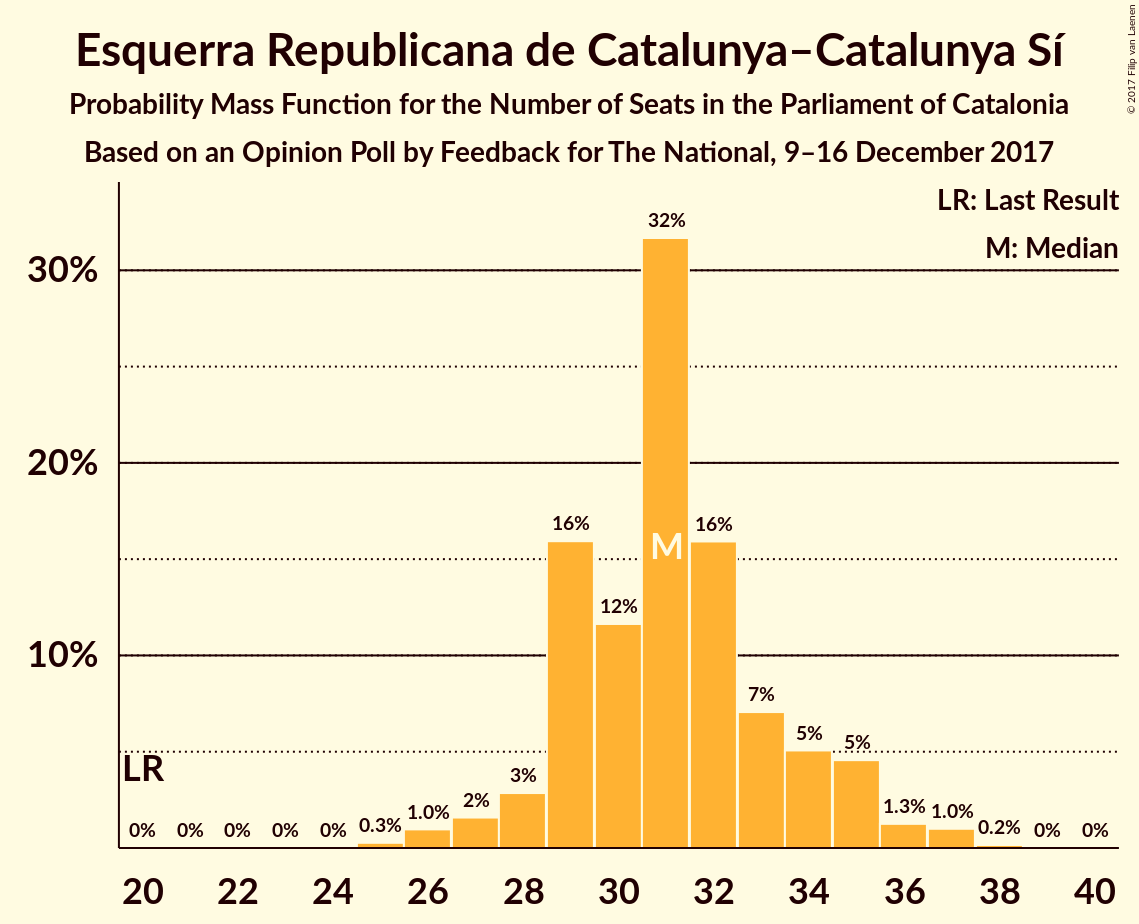 Esquerra Republicana de Catalunya–Catalunya Sí
Probability Mass Function for the Number of Seats in the Parliament of Catalonia
Based on an Opinion Poll by Feedback for The National, 9–16 December 2017
© 2017 Filip van Laenen
LR: Last Result
M: Median
30%
20%
10%
32%
16%
M
16%
12%
7%
5%
5%
3%
2%
1.0%
0.3%
1.3%
1.0%
0.2%
LR
0% 0% 0% 0% 0%
0% 0%
20 22 24 26 28 30 32 34 36 38 40